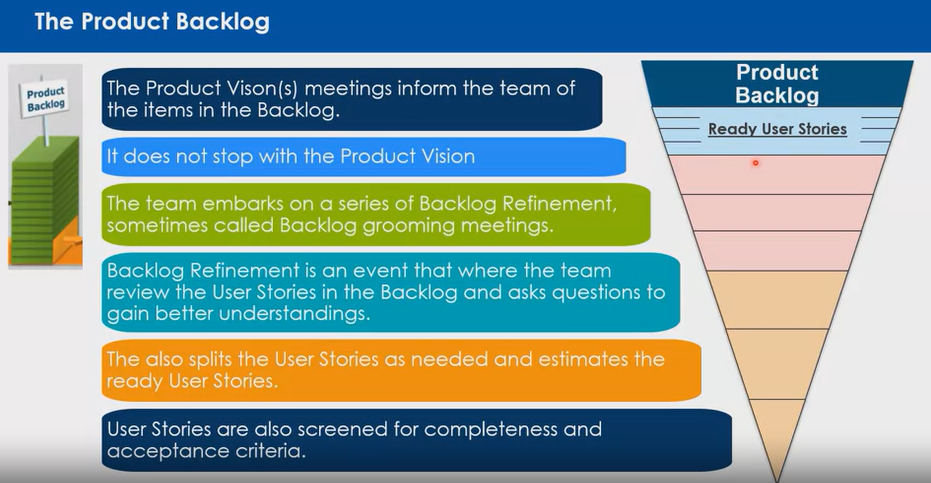 The Product Backlog
Product
Backlog
The Product Vison(s) meetings inform the team of
the items in the Backlog.
It does not stop with the Product Vision
The team embarks on a series of Backlog Refinement,
sometimes called Backlog grooming meetings.
Backlog Refinement is an event that where the team
review the User Stories in the Backlog and asks questions to
gain better understandings.
The also splits the User Stories as needed and estimates the
ready User Stories.
User Stories are also screened for completeness and
acceptance criteria.
Product
Backlog
Ready User Stories